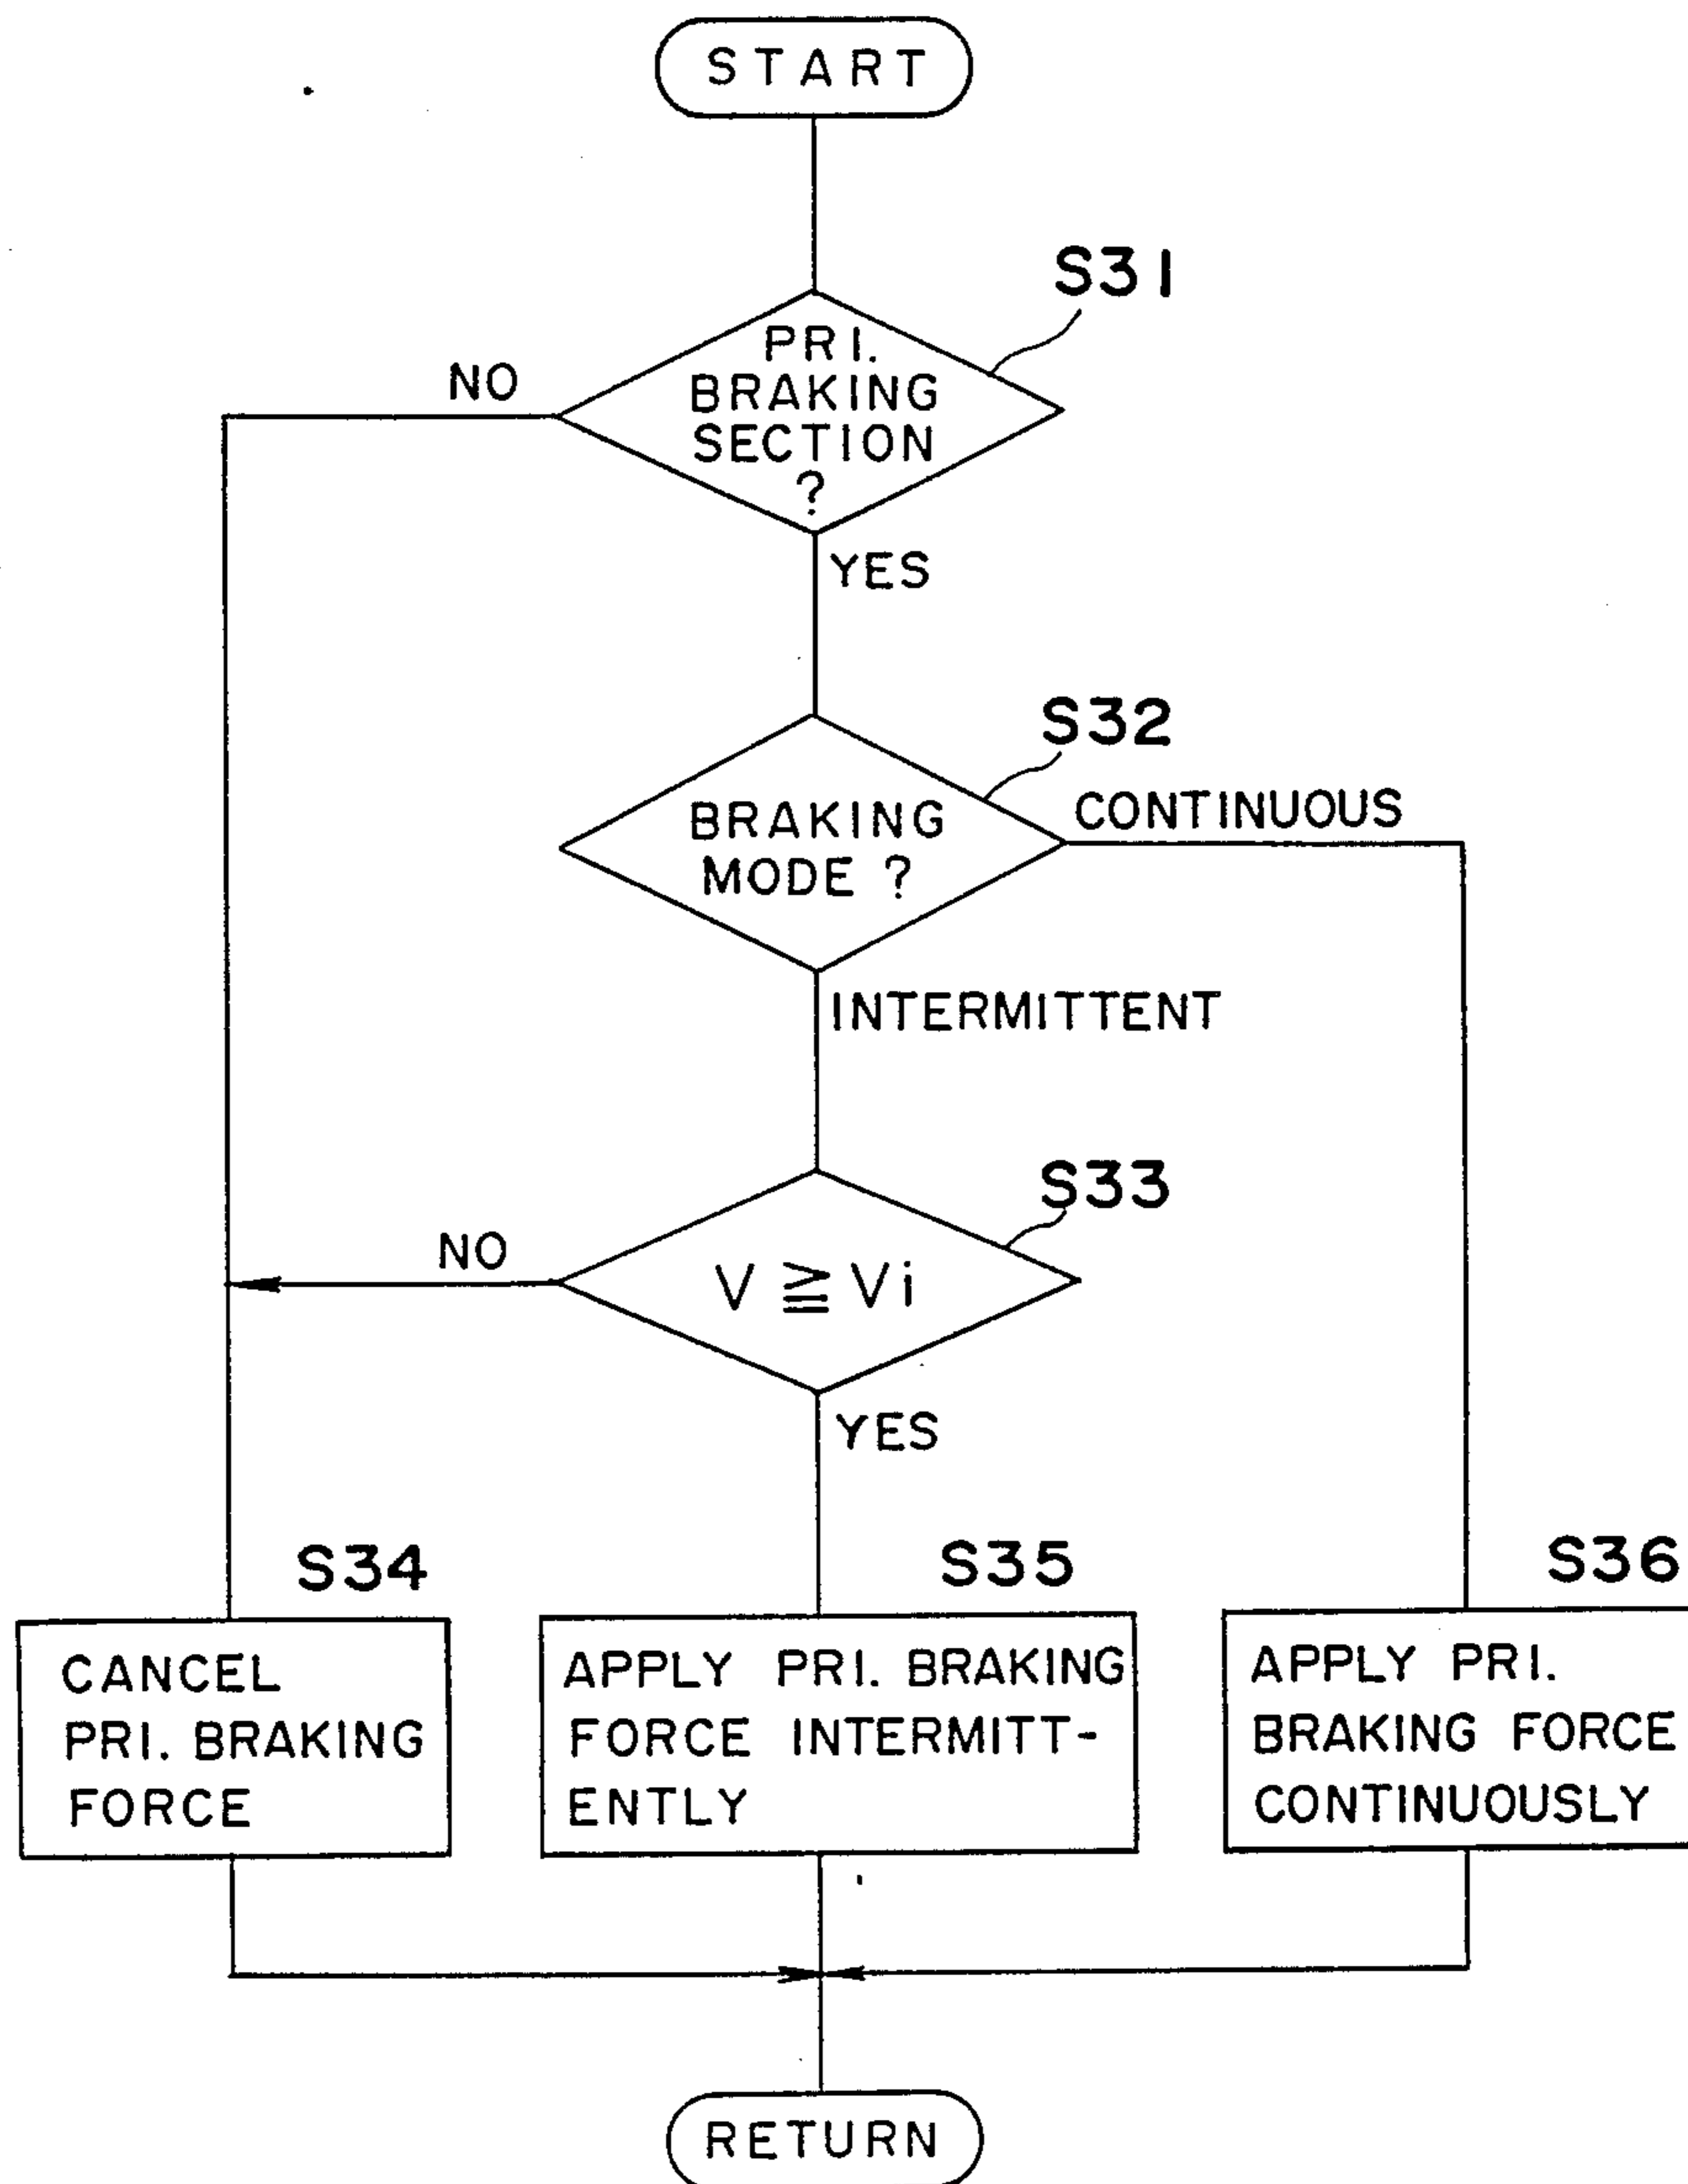 START
S31
PRI.
BRAKING
SECTION
?
NO
YES
S32
BRAKING
MODE ?
CONTINUOUS
INTERMITTENT
S33
V ≧ Vi
NO
YES
S34
CANCEL
PRI. BRAKING
FORCE
S35
APPLY PRI. BRAKING
FORCE INTERMITT-
ENTLY
S36
APPLY PRI.
BRAKING FORCE
CONTINUOUSLY
RETURN